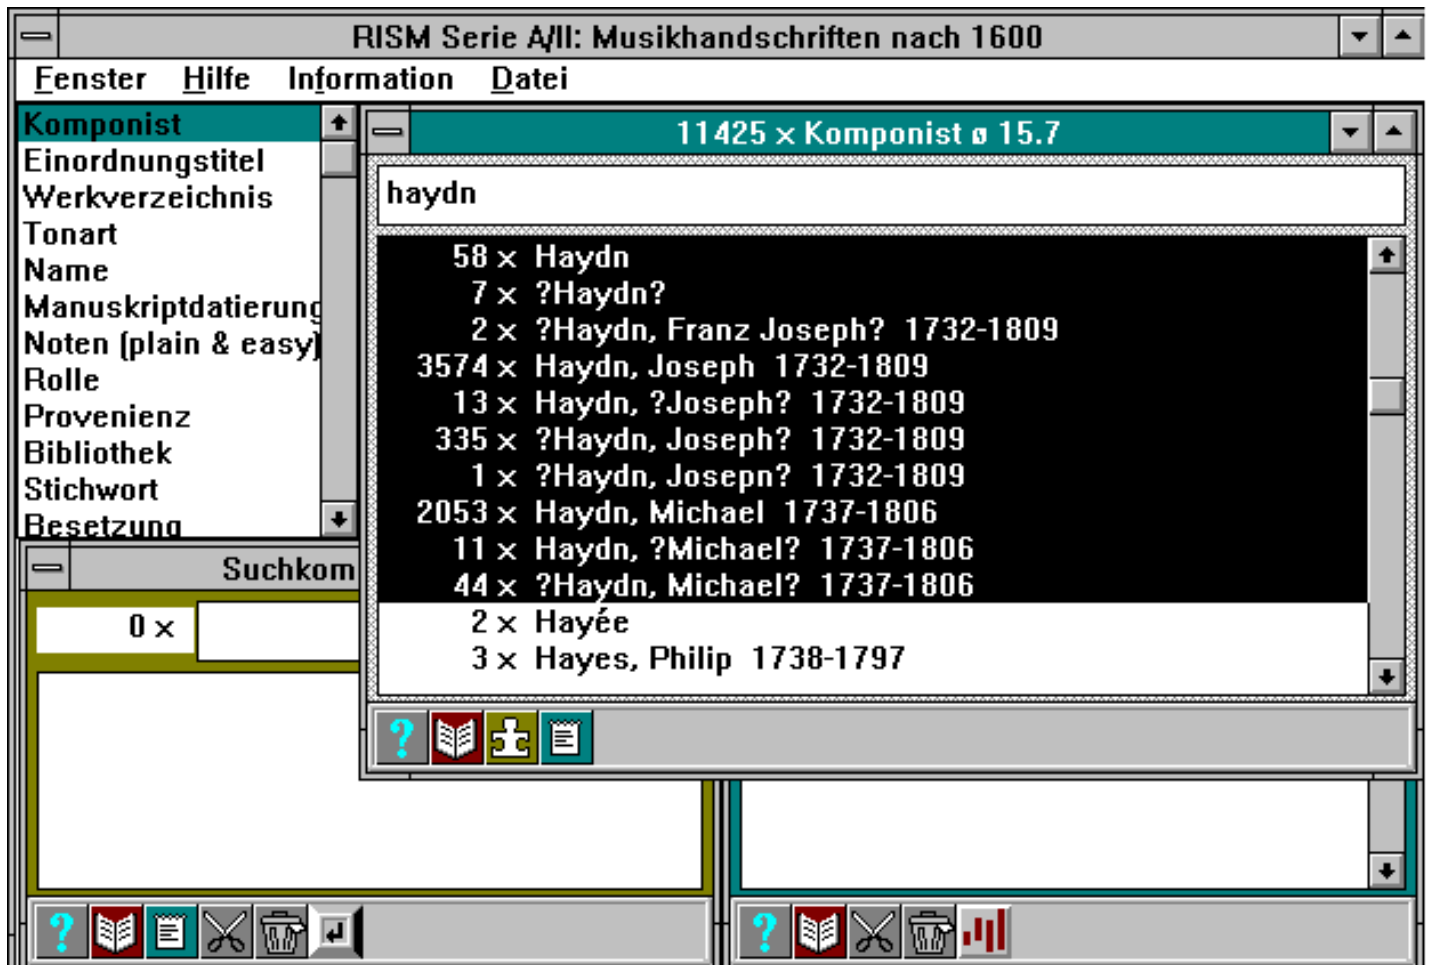 RISM Serie A/II: Musikhandschriften nach 1600
Fenster Hilfe Information Datei
Komponist
Einordnungstitel
Werkverzeichnis
Tonart
Name
Manuskriptdatierung
Noten (plain & easy)
Rolle
Provenienz
Bibliothek
Stichwort
Besetzung
11425 x Komponist ø 15.7
haydn
58 x Haydn
7 x ?Haydn?
2 x ?Haydn, Franz Joseph? 1732-1809
3574 x Haydn, Joseph 1732-1809
13 x Haydn, ?Joseph? 1732-1809
335 x ?Haydn, Joseph? 1732-1809
1 x ?Haydn, Josepn? 1732-1809
2053 x Haydn, Michael 1737-1806
11 x Haydn, ?Michael? 1737-1806
44 x ?Haydn, Michael? 1737-1806
2 x Hayée
3 x Hayes, Philip 1738-1797
Suchkom
0 x